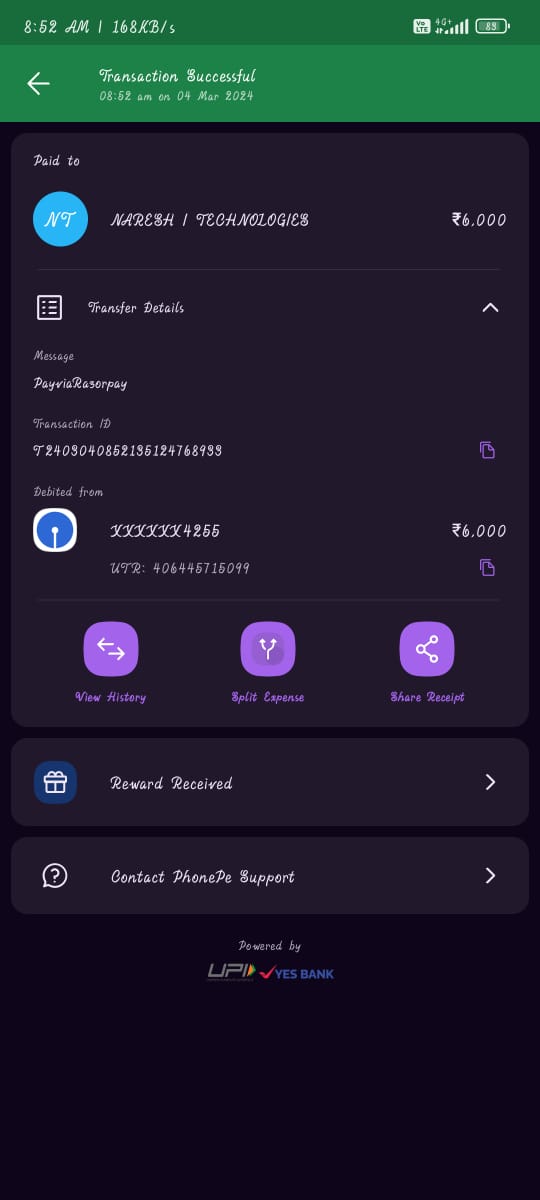 8:52 AM | 168KB/s
Vo LTE 4G+ 89
Transaction Successful
08:52 am on 04 Mar 2024
Paid to
NT NARESH I TECHNOLOGIES ₹6,000
Transfer Details
Message
PayviaRazorpay
Transaction ID
T2403040852135124768933
Debited from
XXXXXX4255 ₹6,000
UTR: 406445715099
View History Split Expense Share Receipt
Reward Received
Contact PhonePe Support
Powered by
UPI YES BANK